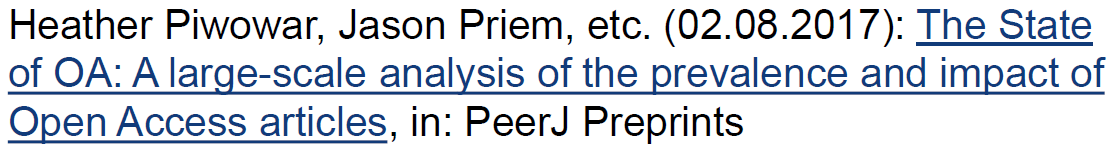 Heather Piwowar, Jason Priem, etc. (02.08.2017): The State
of OA: A large-scale analysis of the prevalence and impact of
Open Access articles, in: PeerJ Preprints